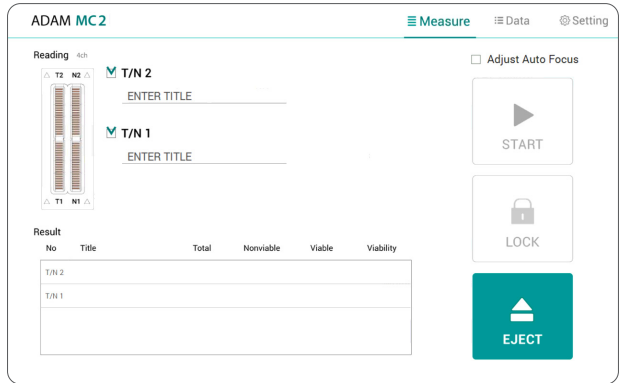 ADAM MC2
Measure
Data
Setting
Reading 4ch
T2 N2
T1 N1
T/N 2
ENTER TITLE
T/N 1
ENTER TITLE
Adjust Auto Focus
START
LOCK
EJECT
Result
No Title Total Nonviable Viable Viability
T/N 2
T/N 1